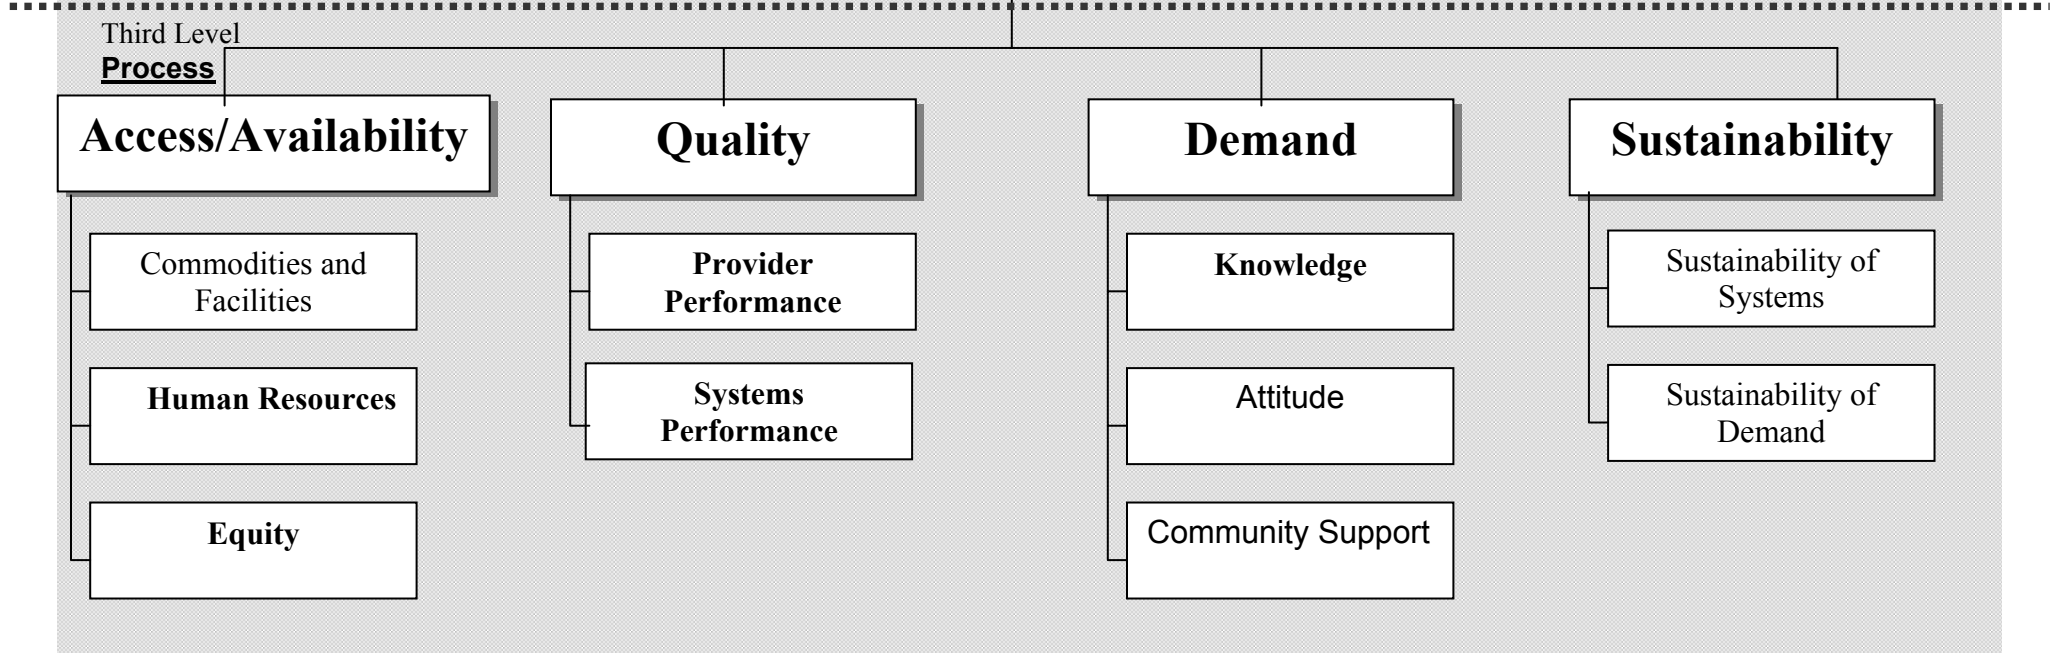 Third Level
Process
Access/Availability
Quality
Demand
Sustainability
Commodities and
Facilities
Human Resources
Equity
Provider
Performance
Systems
Performance
Knowledge
Attitude
Community Support
Sustainability of
Systems
Sustainability of
Demand